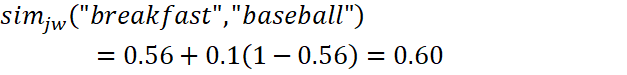 sim_jw("breakfast","baseball")
= 0.56 + 0.1(1 − 0.56) = 0.60